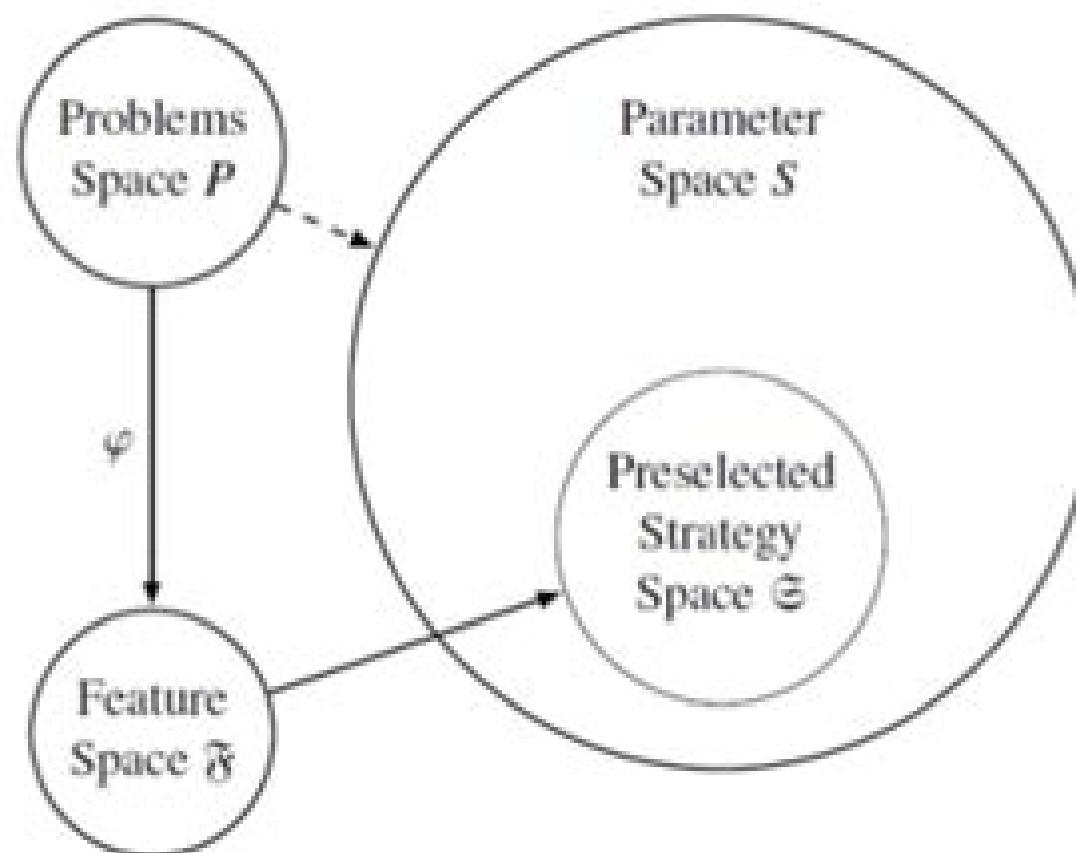 Problems
Space P
Parameter
Space S
φ
Preselected
Strategy
Space 𝔖
Feature
Space 𝔉